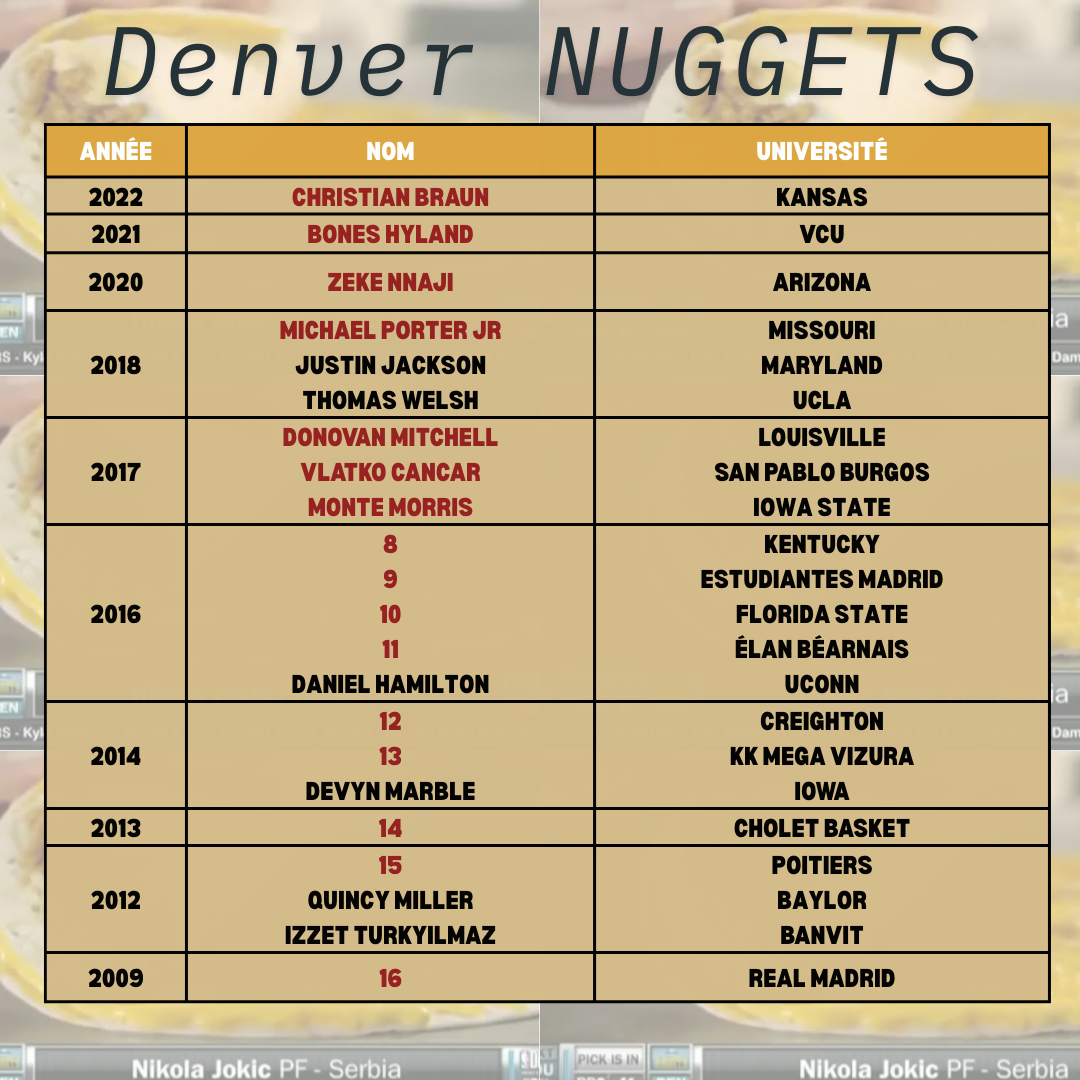 Denver NUGGETS
ANNÉE NOM UNIVERSITÉ
2022 CHRISTIAN BRAUN KANSAS
2021 BONES HYLAND VCU
2020 ZEKE NNAJI ARIZONA
2018
MICHAEL PORTER JR MISSOURI
JUSTIN JACKSON MARYLAND
THOMAS WELSH UCLA
2017
DONOVAN MITCHELL LOUISVILLE
VLATKO CANCAR SAN PABLO BURGOS
MONTE MORRIS IOWA STATE
2016
8 KENTUCKY
9 ESTUDIANTES MADRID
10 FLORIDA STATE
11 ÉLAN BÉARNAIS
DANIEL HAMILTON UCONN
2014
12 CREIGHTON
13 KK MEGA VIZURA
DEVYN MARBLE IOWA
2013 14 CHOLET BASKET
2012
15 POITIERS
QUINCY MILLER BAYLOR
IZZET TURKYILMAZ BANVIT
2009 16 REAL MADRID
Nikola Jokic PF - Serbia
PICK IS IN
Nikola Jokic PF - Serbia